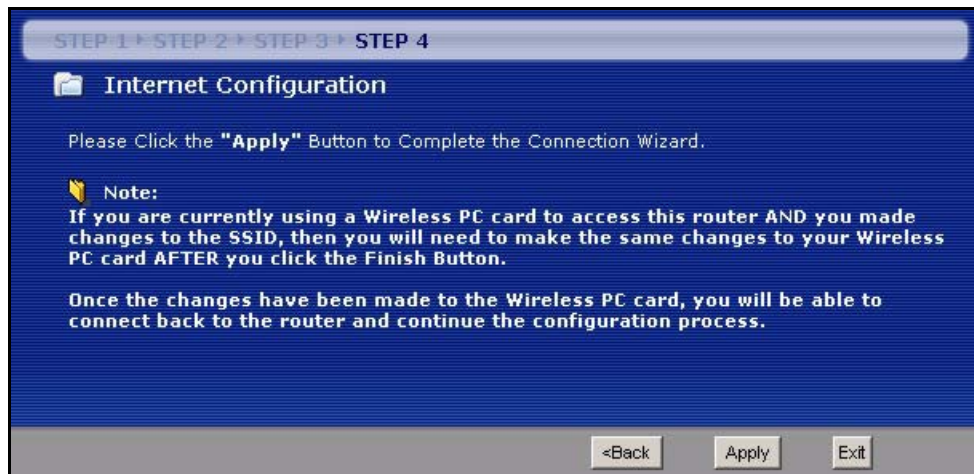 STEP 1 ▸ STEP 2 ▸ STEP 3 ▸ STEP 4
Internet Configuration
Please Click the "Apply" Button to Complete the Connection Wizard.
Note:
If you are currently using a Wireless PC card to access this router AND you made
changes to the SSID, then you will need to make the same changes to your Wireless
PC card AFTER you click the Finish Button.
Once the changes have been made to the Wireless PC card, you will be able to
connect back to the router and continue the configuration process.
<Back Apply Exit